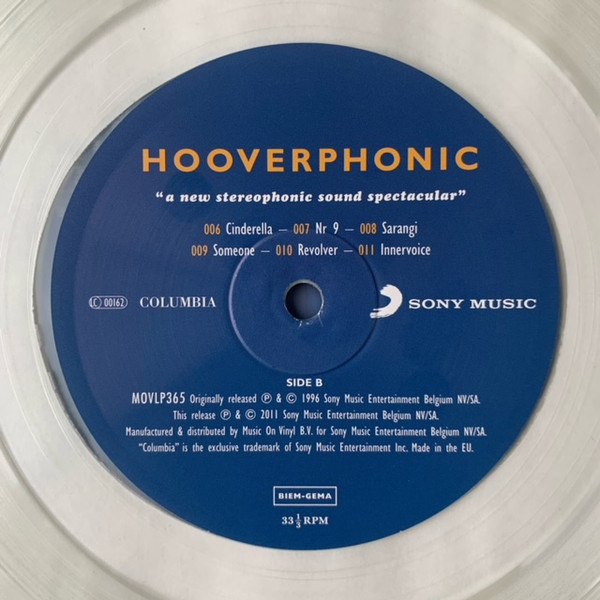 HOOVERPHONIC
“a new stereophonic sound spectacular”
006 Cinderella – 007 Nr 9 – 008 Sarangi
009 Someone – 010 Revolver – 011 Innervoice
LC 00162 COLUMBIA SONY MUSIC
SIDE B
MOVLP365 Originally released ℗ & © 1996 Sony Music Entertainment Belgium NV/SA.
This release ℗ & © 2011 Sony Music Entertainment Belgium NV/SA.
Manufactured & distributed by Music On Vinyl B.V. for Sony Music Entertainment Belgium NV/SA.
“Columbia” is the exclusive trademark of Sony Music Entertainment Inc. Made in the EU.
BIEM-GEMA
33⅓ RPM